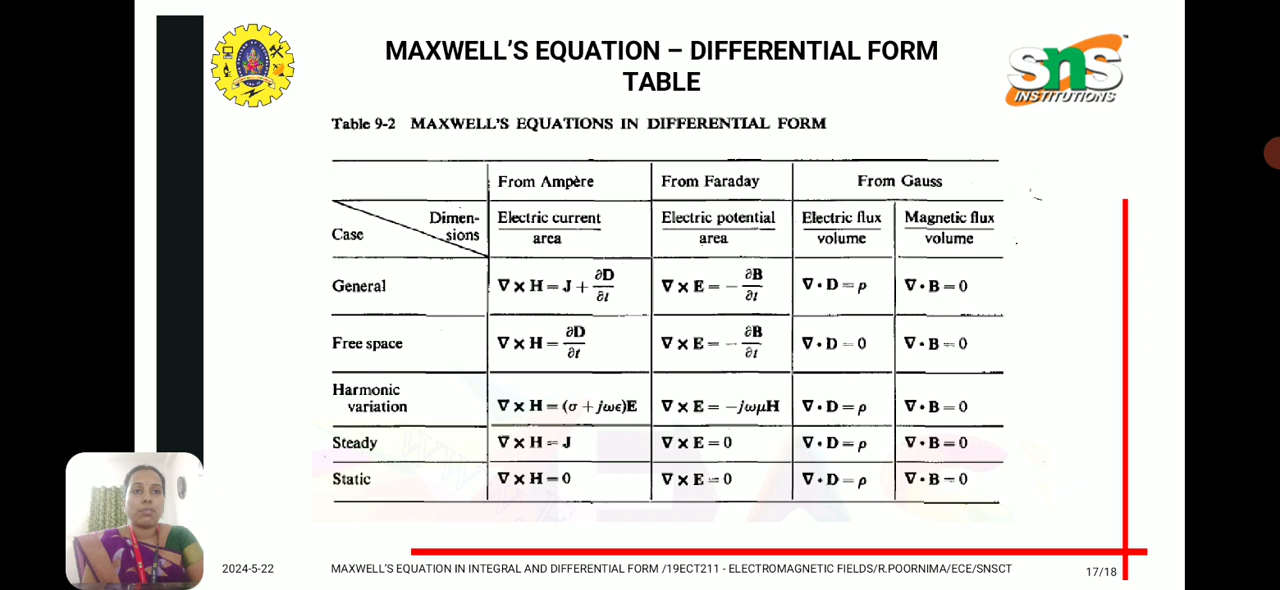 MAXWELL’S EQUATION – DIFFERENTIAL FORM
TABLE
SNS
INSTITUTIONS
Table 9-2 MAXWELL'S EQUATIONS IN DIFFERENTIAL FORM
From Ampère From Faraday From Gauss
Case Dimensions Electric current / area Electric potential / area Electric flux / volume Magnetic flux / volume
General ∇ × H = J + ∂D/∂t ∇ × E = − ∂B/∂t ∇ • D = ρ ∇ • B = 0
Free space ∇ × H = ∂D/∂t ∇ × E = − ∂B/∂t ∇ • D = 0 ∇ • B = 0
Harmonic
variation ∇ × H = (σ + jωϵ)E ∇ × E = −jωμH ∇ • D = ρ ∇ • B = 0
Steady ∇ × H = J ∇ × E = 0 ∇ • D = ρ ∇ • B = 0
Static ∇ × H = 0 ∇ × E = 0 ∇ • D = ρ ∇ • B = 0
2024-5-22 MAXWELL’S EQUATION IN INTEGRAL AND DIFFERENTIAL FORM /19ECT211 - ELECTROMAGNETIC FIELDS/R.POORNIMA/ECE/SNSCT 17/18